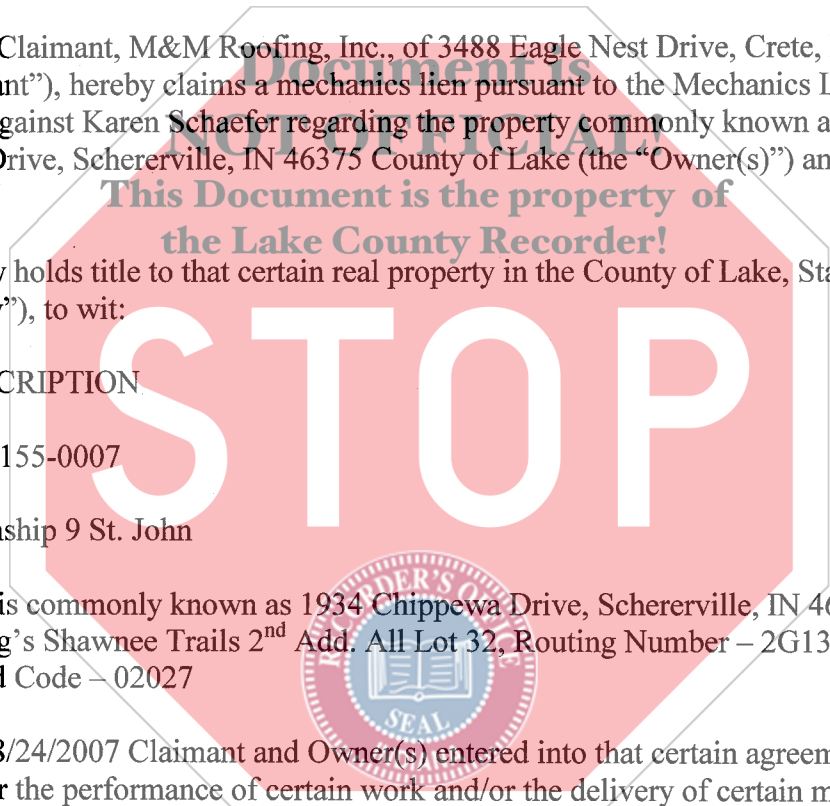 Claimant, M&M Roofing, Inc., of 3488 Eagle Nest Drive, Crete,
Document is
ant"), hereby claims a mechanics lien pursuant to the Mechanics L
NOT OFFICIAL!
gainst Karen Schaefer regarding the property commonly known a
Drive, Schererville, IN 46375 County of Lake (the "Owner(s)") an
This Document is the property of
the Lake County Recorder!
y holds title to that certain real property in the County of Lake, Sta
y"), to wit:
STOP
CRIPTION
155-0007
nship 9 St. John
is commonly known as 1934 Chippewa Drive, Schererville, IN 46
g's Shawnee Trails 2nd Add. All Lot 32, Routing Number – 2G13
d Code – 02027
RECORDER'S OFFICE
SEAL
8/24/2007 Claimant and Owner(s) entered into that certain agreem
r the performance of certain work and/or the delivery of certain m